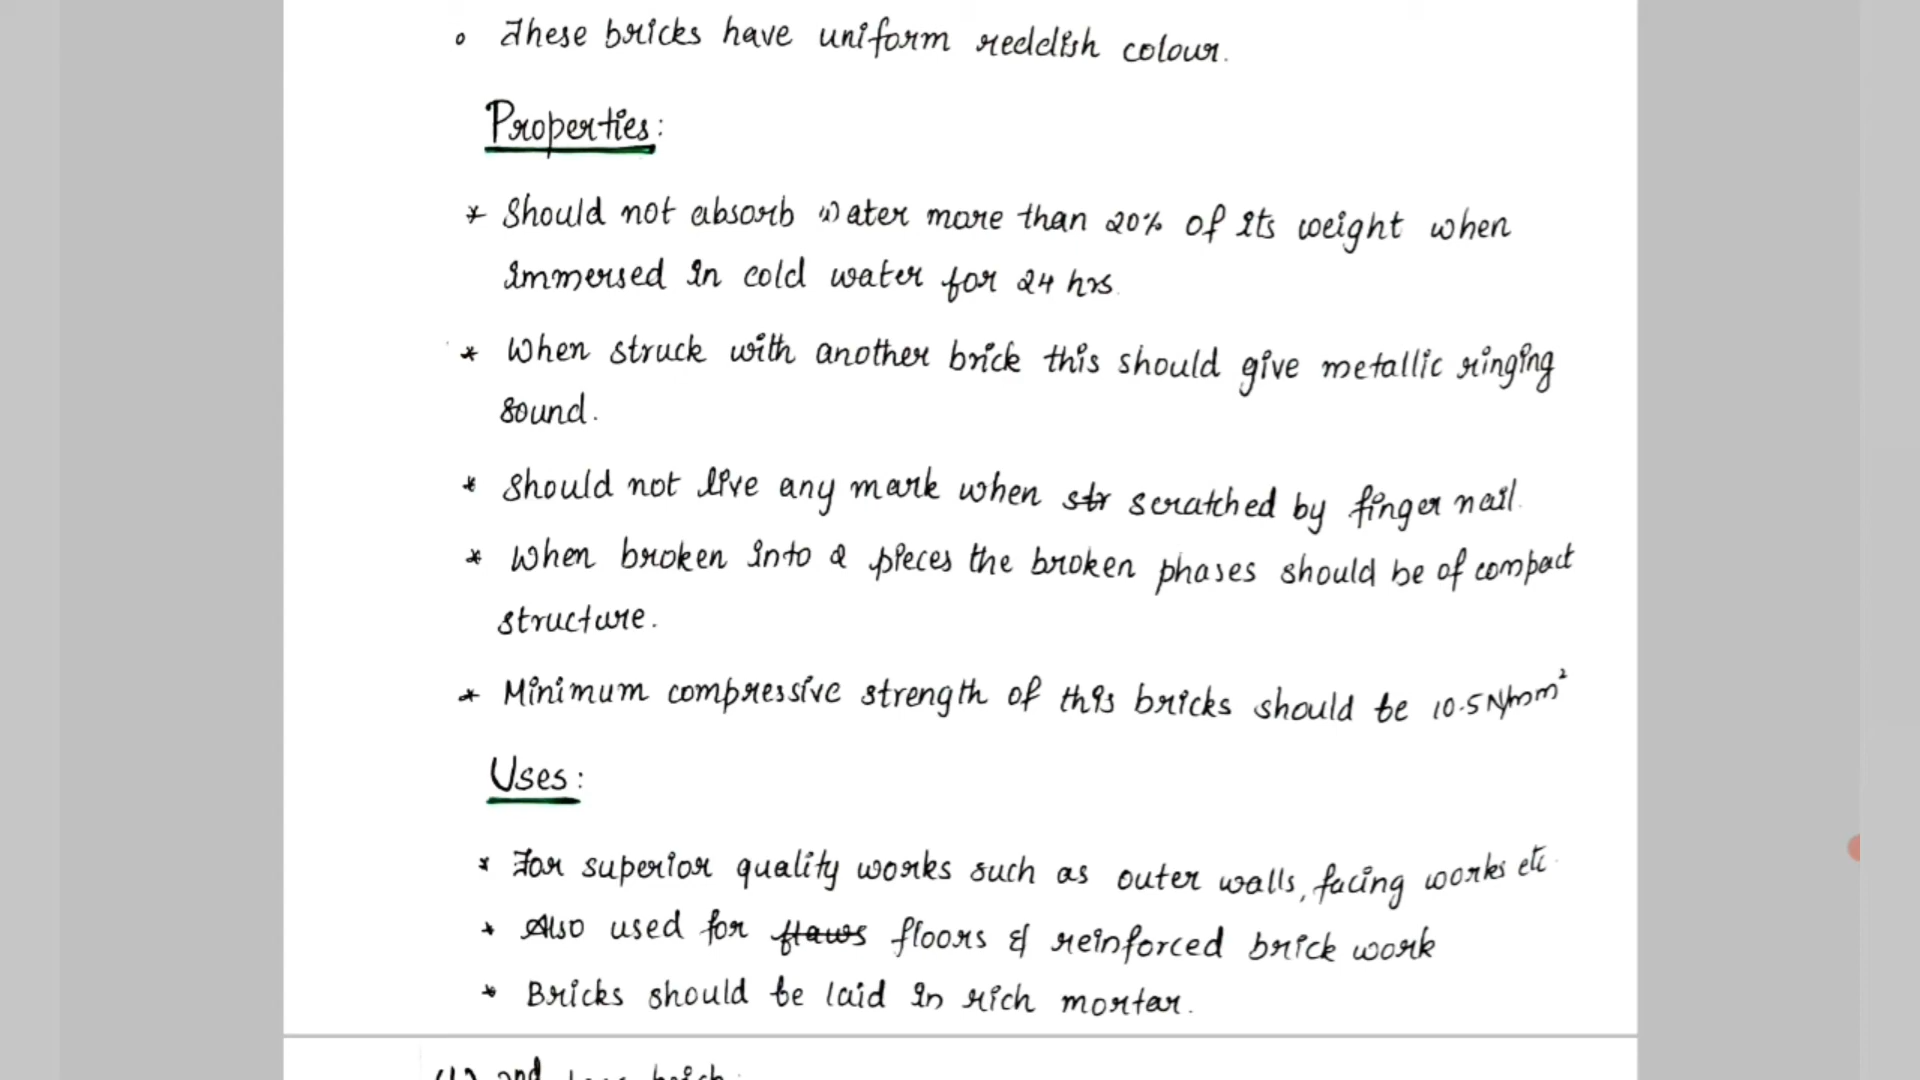 ∘ These bricks have uniform reddish colour.
Properties:
* Should not absorb water more than 20% of its weight when
immersed in cold water for 24 hrs.
* When struck with another brick this should give metallic ringing
sound.
* Should not live any mark when str scratched by finger nail.
* When broken into 2 pieces the broken phases should be of compact
structure.
* Minimum compressive strength of this bricks should be 10.5 N/mm²
Uses:
* For superior quality works such as outer walls, facing works etc.
* Also used for flaws floors & reinforced brick work
* Bricks should be laid in rich mortar.